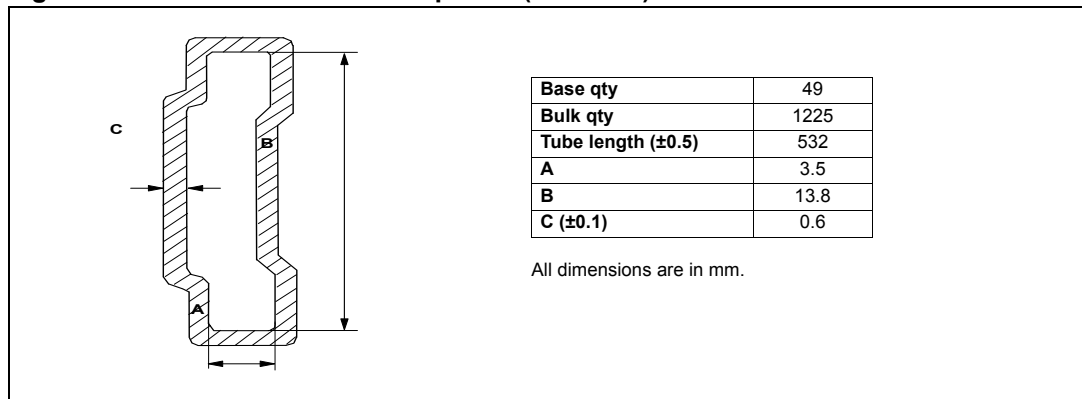 C
B
A
Base qty 49
Bulk qty 1225
Tube length (±0.5) 532
A 3.5
B 13.8
C (±0.1) 0.6
All dimensions are in mm.